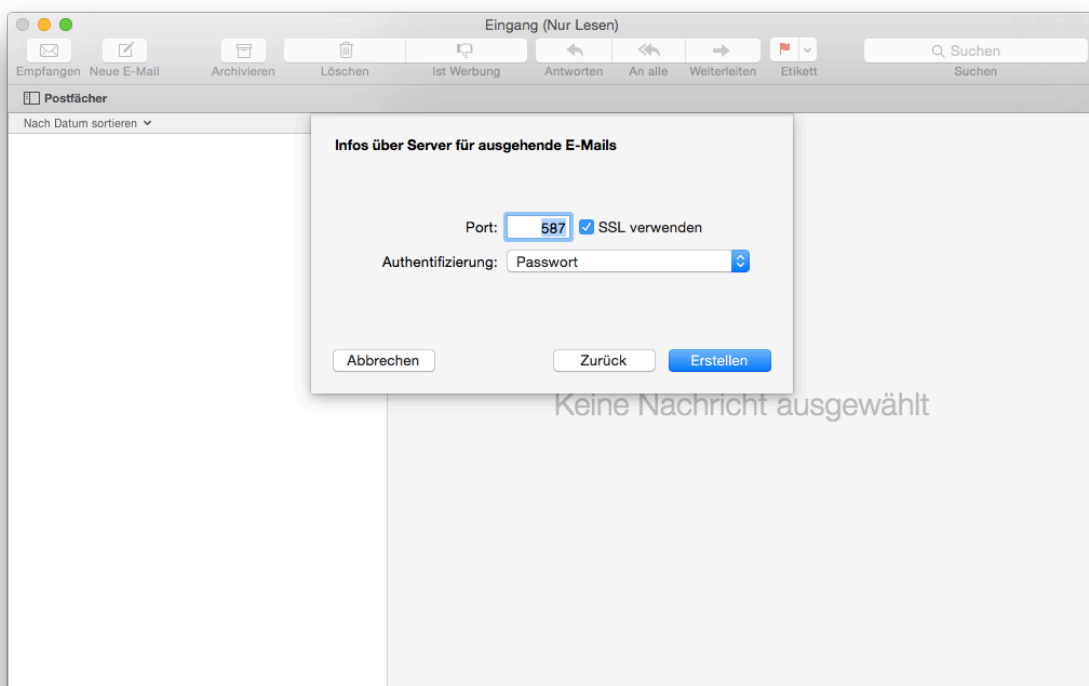 Eingang (Nur Lesen)
Suchen
Empfangen Neue E-Mail Archivieren Löschen Ist Werbung Antworten An alle Weiterleiten Etikett Suchen
Postfächer
Nach Datum sortieren
Infos über Server für ausgehende E-Mails
Port: 587 SSL verwenden
Authentifizierung: Passwort
Abbrechen Zurück Erstellen
Keine Nachricht ausgewählt